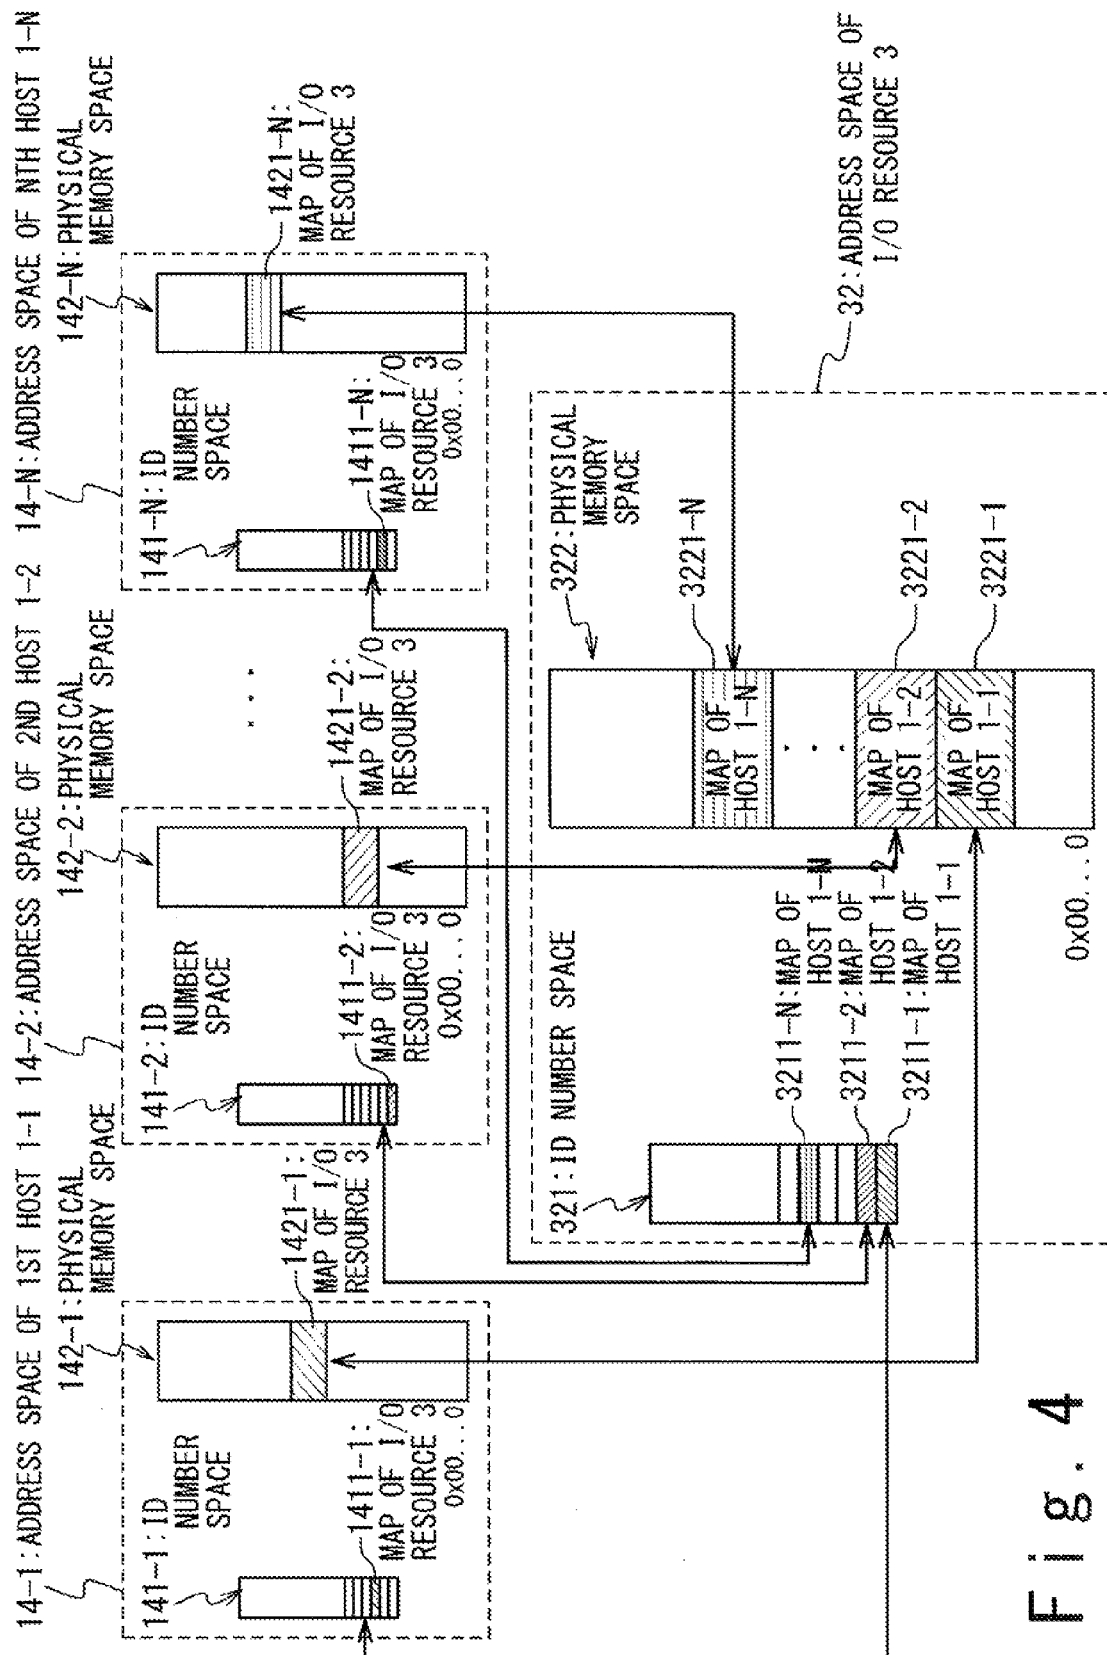 14-1:ADDRESS SPACE OF 1ST HOST 1-1
14-2:ADDRESS SPACE OF 2ND HOST 1-2
14-N:ADDRESS SPACE OF NTH HOST 1-N
142-1:PHYSICAL
MEMORY SPACE
141-1:ID
NUMBER
SPACE
1421-1:
MAP OF I/O
RESOURCE 3
1411-1:
MAP OF I/O
RESOURCE 3
0x00...0
142-2:PHYSICAL
MEMORY SPACE
141-2:ID
NUMBER
SPACE
1421-2:
MAP OF I/O
RESOURCE 3
1411-2:
MAP OF I/O
RESOURCE 3
0x00...0
142-N:PHYSICAL
MEMORY SPACE
141-N:ID
NUMBER
SPACE
1421-N:
MAP OF I/O
RESOURCE 3
1411-N:
MAP OF I/O
RESOURCE 3
0x00...0
321:ID NUMBER SPACE
3211-N:MAP OF
HOST 1-N
3211-2:MAP OF
HOST 1-2
3211-1:MAP OF
HOST 1-1
322:PHYSICAL
MEMORY
SPACE
MAP OF
HOST 1-N
3221-N
MAP OF
HOST 1-2
3221-2
MAP OF
HOST 1-1
3221-1
0x00...0
32:ADDRESS SPACE OF
I/O RESOURCE 3
Fig. 4